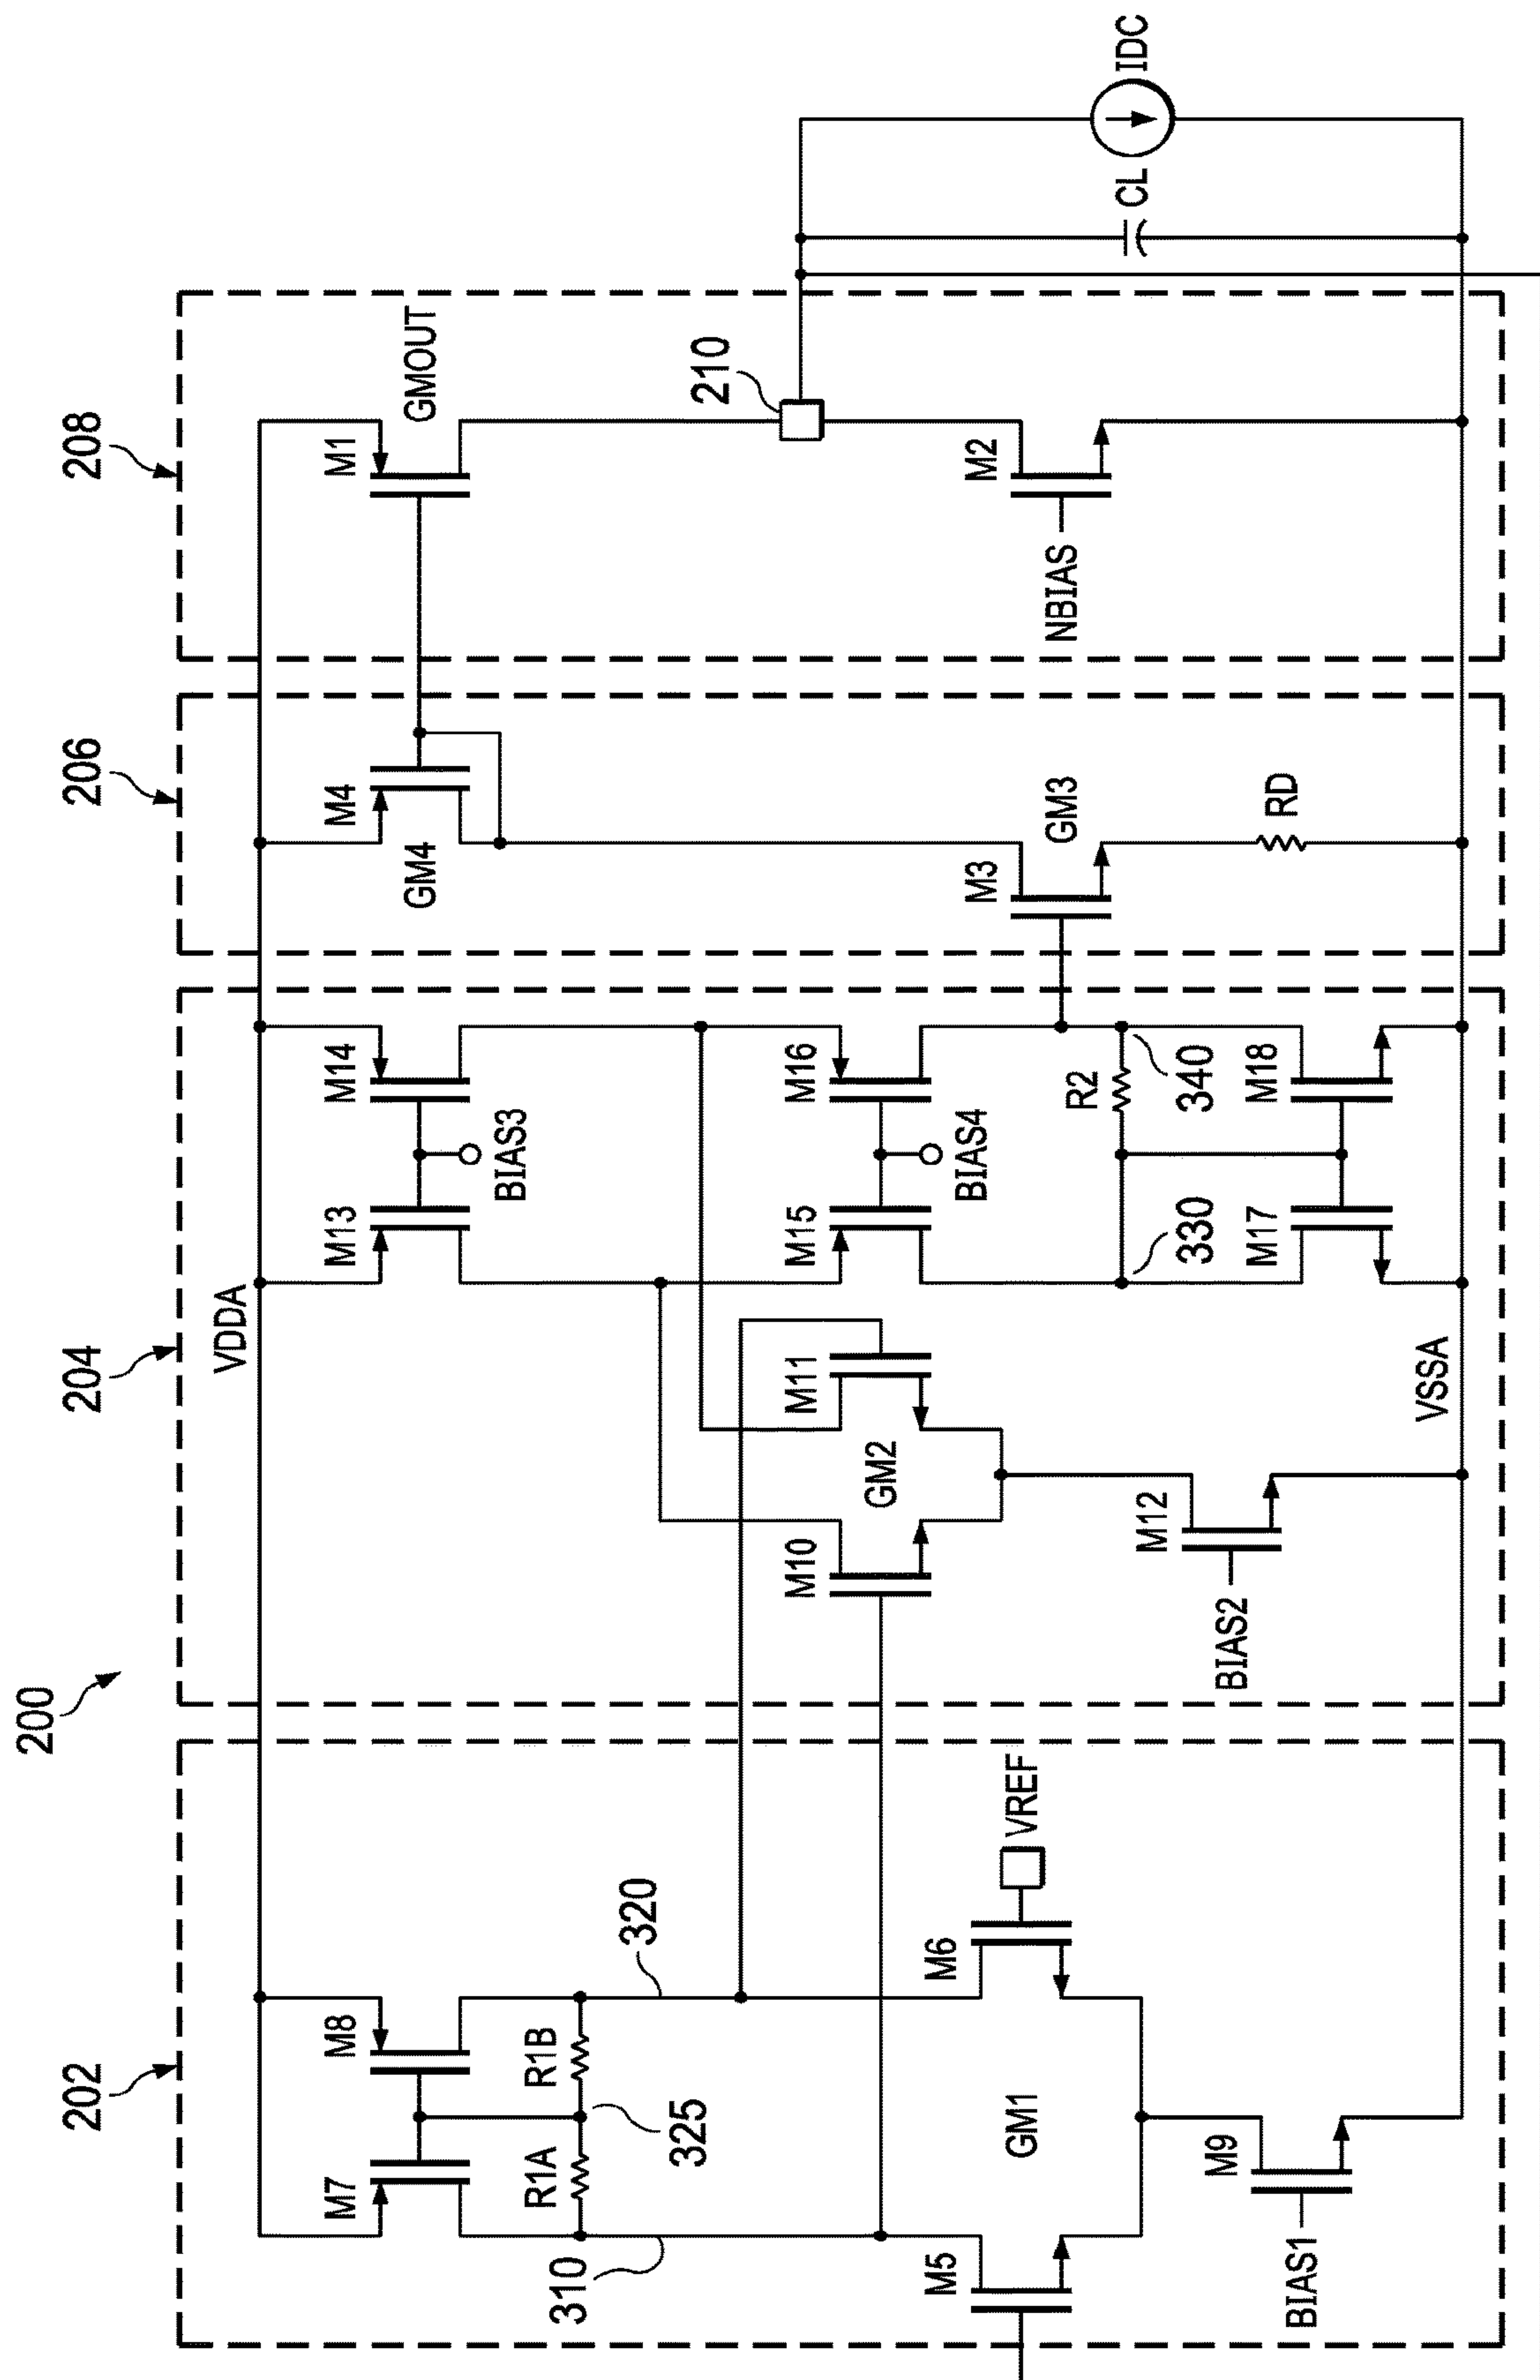 200
202
204
206
208
VDDA
M7
M8
R1A
R1B
310
325
320
M5
M6
GM1
VREF
M9
BIAS1
M13
M14
BIAS3
M10
M11
GM2
M15
M16
BIAS4
R2
330
340
M17
M18
M12
BIAS2
VSSA
M4
GM4
M3
GM3
RD
M1
GMOUT
210
M2
NBIAS
CL
IDC